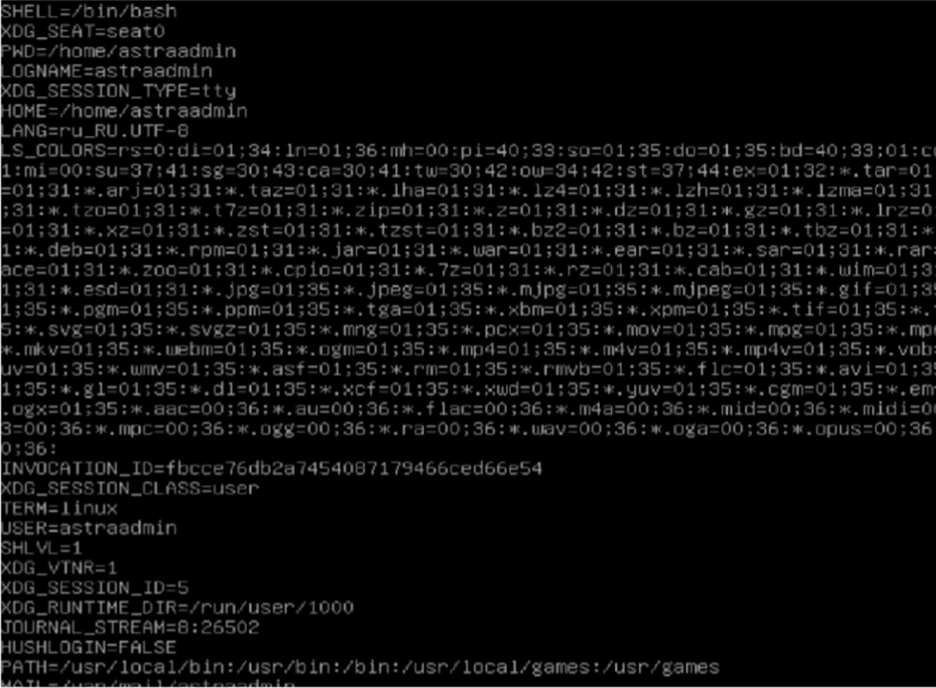 SHELL=/bin/bash
XDG_SEAT=seat0
PWD=/home/astraadmin
LOGNAME=astraadmin
XDG_SESSION_TYPE=tty
HOME=/home/astraadmin
LANG=ru_RU.UTF-8
LS_COLORS=rs=0:di=01;34:ln=01;36:mh=00:pi=40;33:so=01;35:do=01;35:bd=40;33;01:c
1:mi=00:su=37;41:sg=30;43:ca=30;41:tw=30;42:ow=34;42:st=37;44:ex=01;32:*.tar=01
=01;31:*.arj=01;31:*.taz=01;31:*.lha=01;31:*.lz4=01;31:*.lzh=01;31:*.lzma=01;31
;31:*.tzo=01;31:*.t7z=01;31:*.zip=01;31:*.z=01;31:*.dz=01;31:*.gz=01;31:*.lrz=0
=01;31:*.xz=01;31:*.zst=01;31:*.tzst=01;31:*.bz2=01;31:*.bz=01;31:*.tbz=01;31:*
1:*.deb=01;31:*.rpm=01;31:*.jar=01;31:*.war=01;31:*.ear=01;31:*.sar=01;31:*.rar=
ace=01;31:*.zoo=01;31:*.cpio=01;31:*.7z=01;31:*.rz=01;31:*.cab=01;31:*.wim=01;3
1;31:*.esd=01;31:*.jpg=01;35:*.jpeg=01;35:*.mjpg=01;35:*.mjpeg=01;35:*.gif=01;35
1;35:*.pgm=01;35:*.ppm=01;35:*.tga=01;35:*.xbm=01;35:*.xpm=01;35:*.tif=01;35:*.
5:*.svg=01;35:*.svgz=01;35:*.mng=01;35:*.pcx=01;35:*.mov=01;35:*.mpg=01;35:*.mp
*.mkv=01;35:*.webm=01;35:*.ogm=01;35:*.mp4=01;35:*.m4v=01;35:*.mp4v=01;35:*.vob=
uv=01;35:*.wmv=01;35:*.asf=01;35:*.rm=01;35:*.rmvb=01;35:*.flc=01;35:*.avi=01;35
1;35:*.gl=01;35:*.dl=01;35:*.xcf=01;35:*.xwd=01;35:*.yuv=01;35:*.cgm=01;35:*.em
.ogx=01;35:*.aac=00;36:*.au=00;36:*.flac=00;36:*.m4a=00;36:*.mid=00;36:*.midi=0
3=00;36:*.mpc=00;36:*.ogg=00;36:*.ra=00;36:*.wav=00;36:*.oga=00;36:*.opus=00;36
0;36:
INVOCATION_ID=fbcce76db2a7454087179466ced66e54
XDG_SESSION_CLASS=user
TERM=linux
USER=astraadmin
SHLVL=1
XDG_VTNR=1
XDG_SESSION_ID=5
XDG_RUNTIME_DIR=/run/user/1000
JOURNAL_STREAM=8:26502
HUSHLOGIN=FALSE
PATH=/usr/local/bin:/usr/bin:/bin:/usr/local/games:/usr/games
MAIL=/var/mail/astraadmin